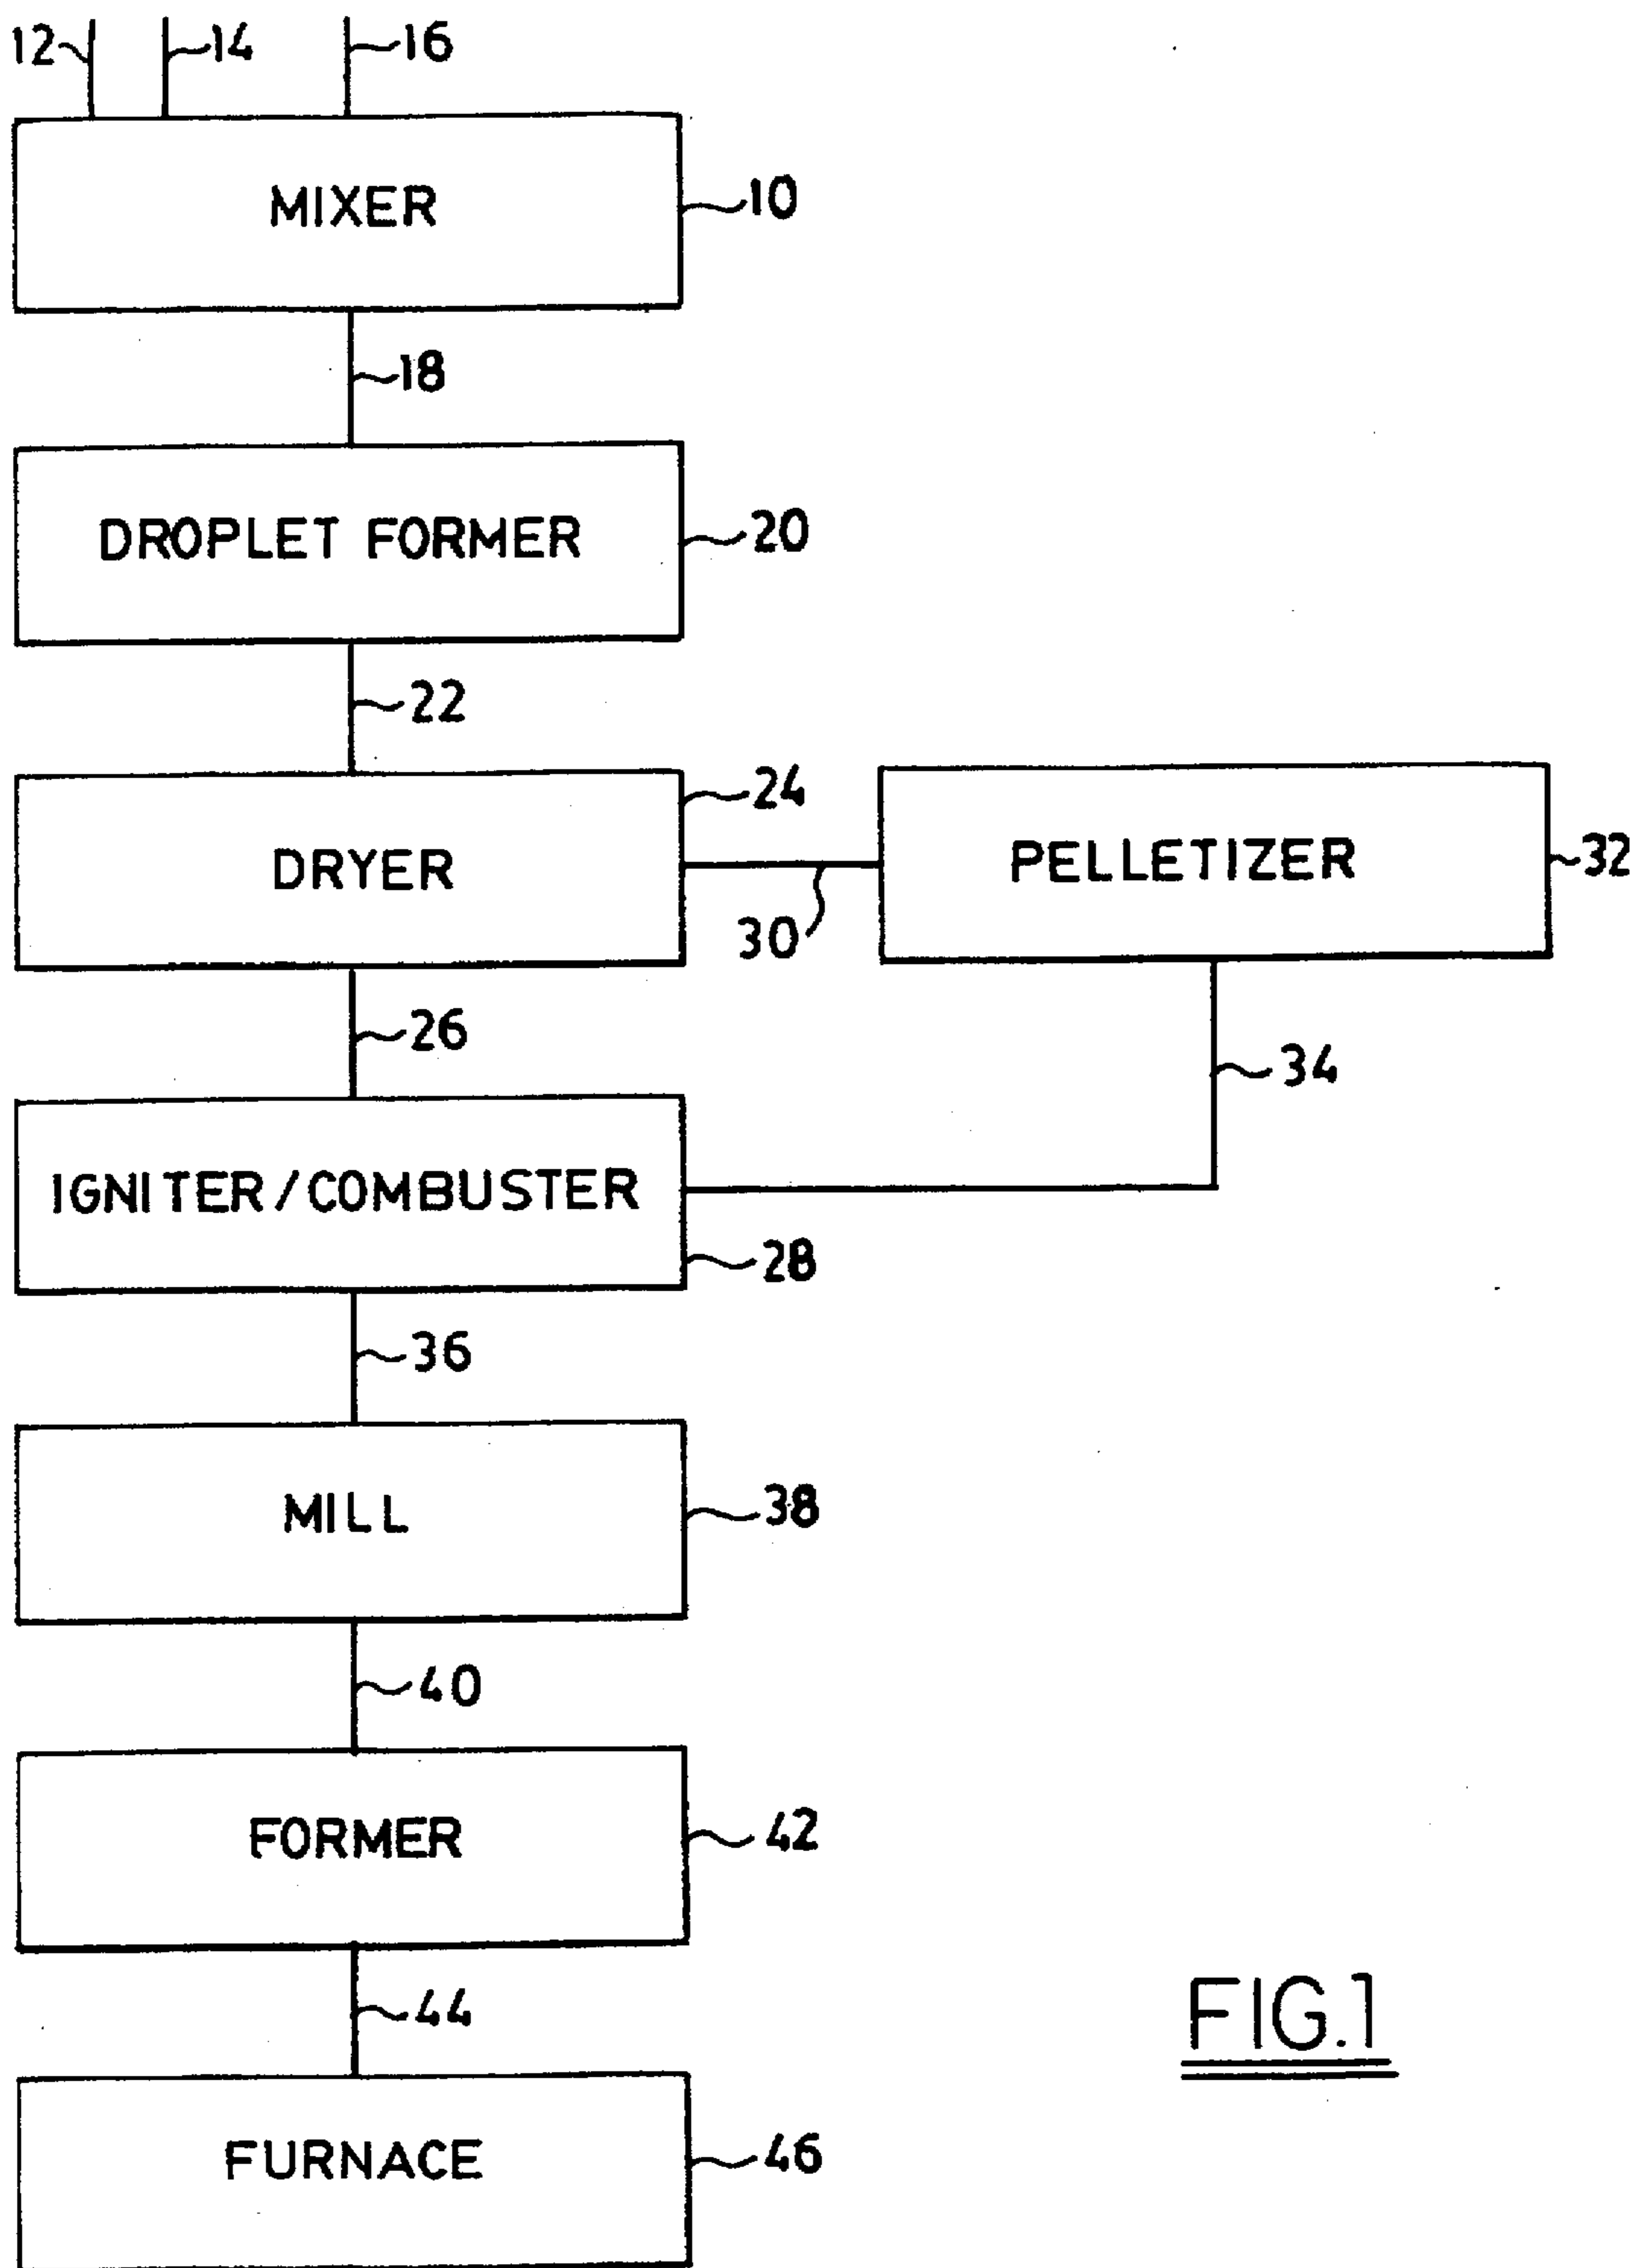 12 14 16
MIXER 10
18
DROPLET FORMER 20
22
24
DRYER PELLETIZER 32
30
26
34
IGNITER/COMBUSTER
28
36
MILL 38
40
FORMER 42
44
FIG.1
FURNACE 46